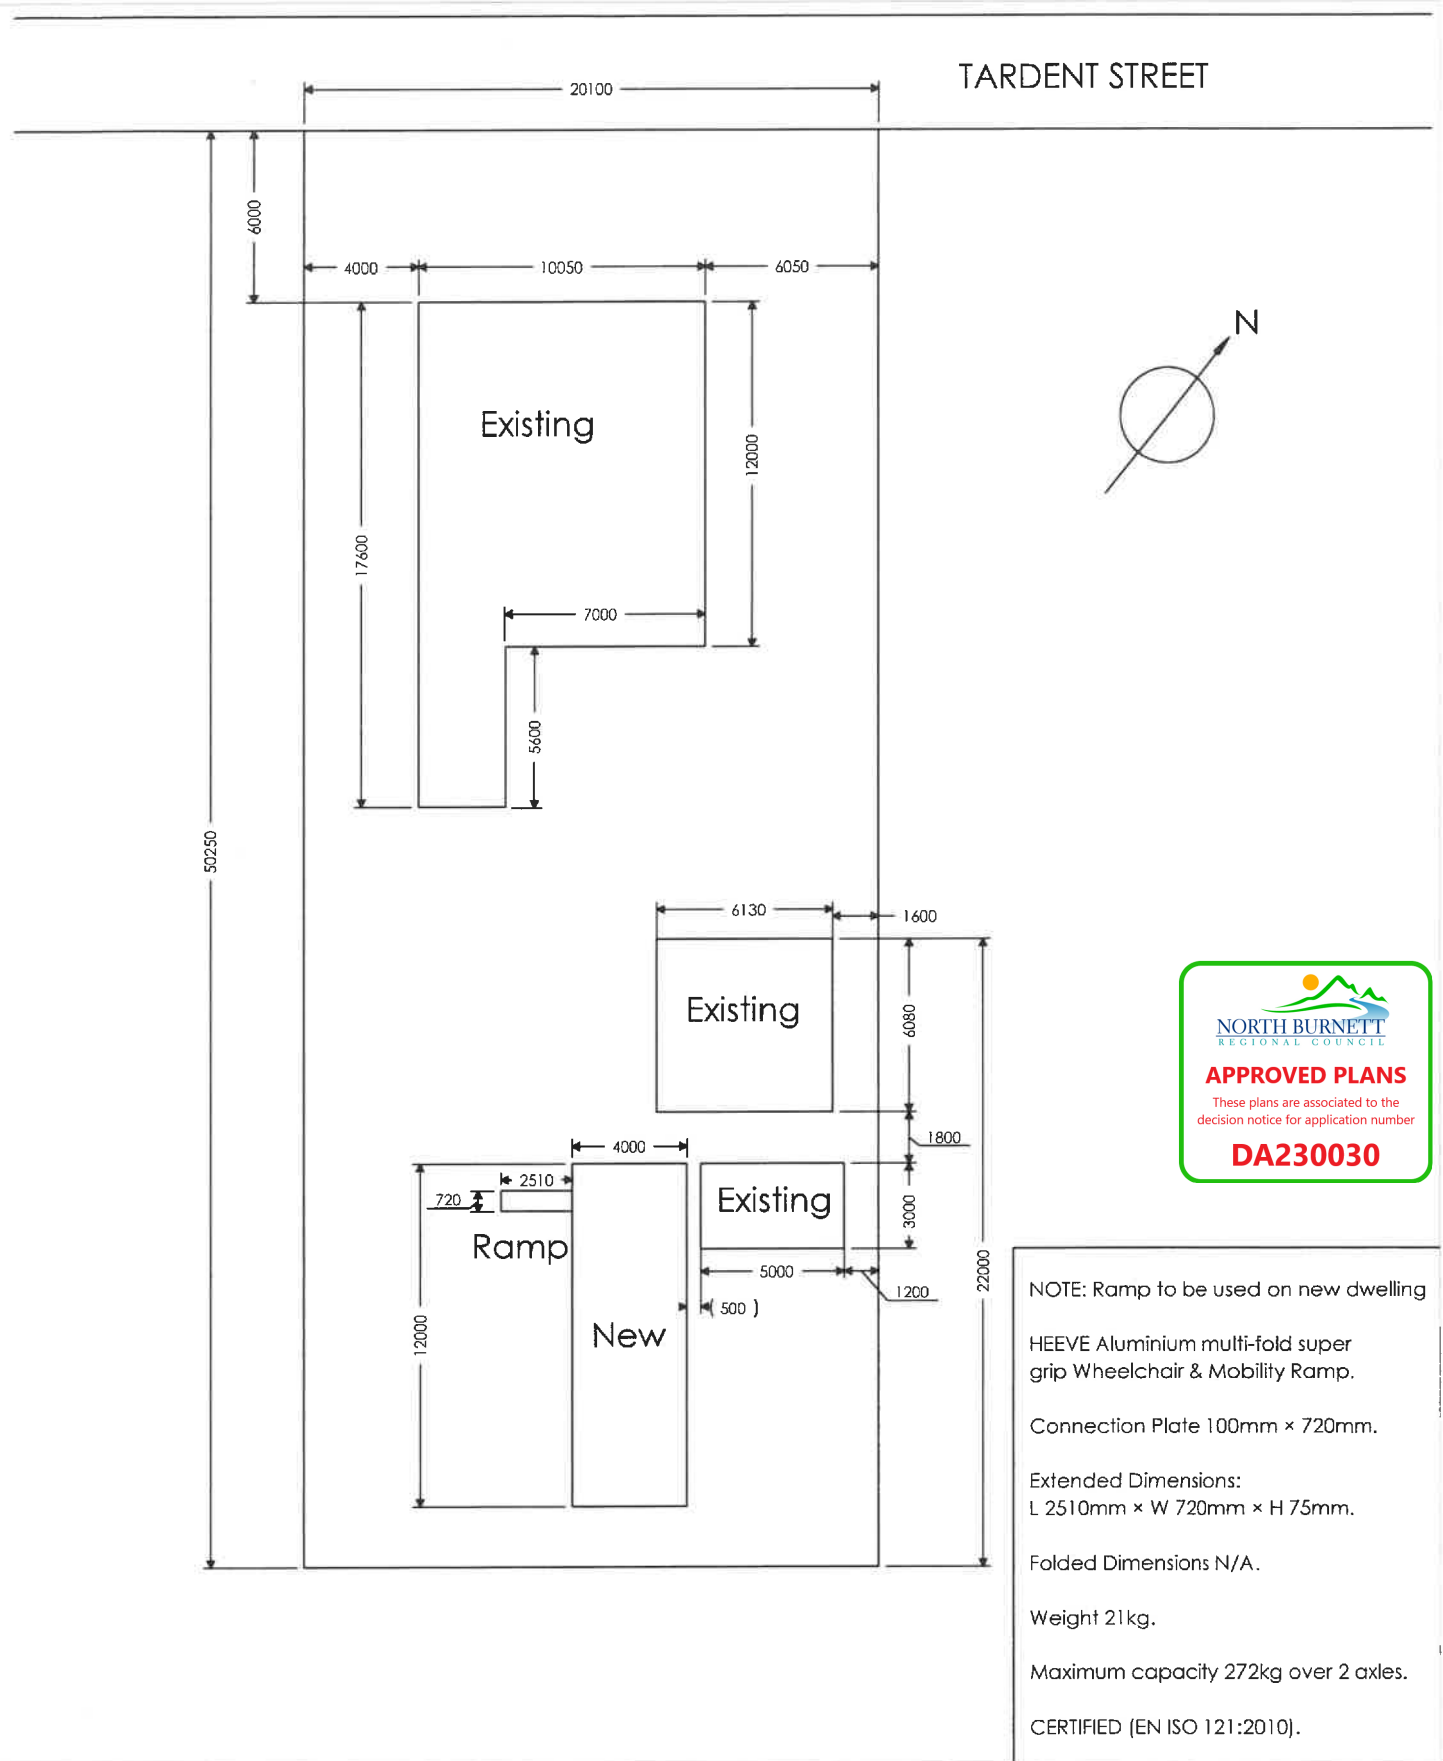 TARDENT STREET
20100
6000
4000
10050
6050
N
Existing
12000
17600
7000
5600
50250
6130
1600
Existing
6080
1800
4000
2510
720
Existing
3000
Ramp
5000
1200
22000
( 500 )
12000
New
NORTH BURNETT
REGIONAL COUNCIL
APPROVED PLANS
These plans are associated to the
decision notice for application number
DA230030
NOTE: Ramp to be used on new dwelling
HEEVE Aluminium multi-fold super
grip Wheelchair & Mobility Ramp.
Connection Plate 100mm × 720mm.
Extended Dimensions:
L 2510mm × W 720mm × H 75mm.
Folded Dimensions N/A.
Weight 21kg.
Maximum capacity 272kg over 2 axles.
CERTIFIED (EN ISO 121:2010).